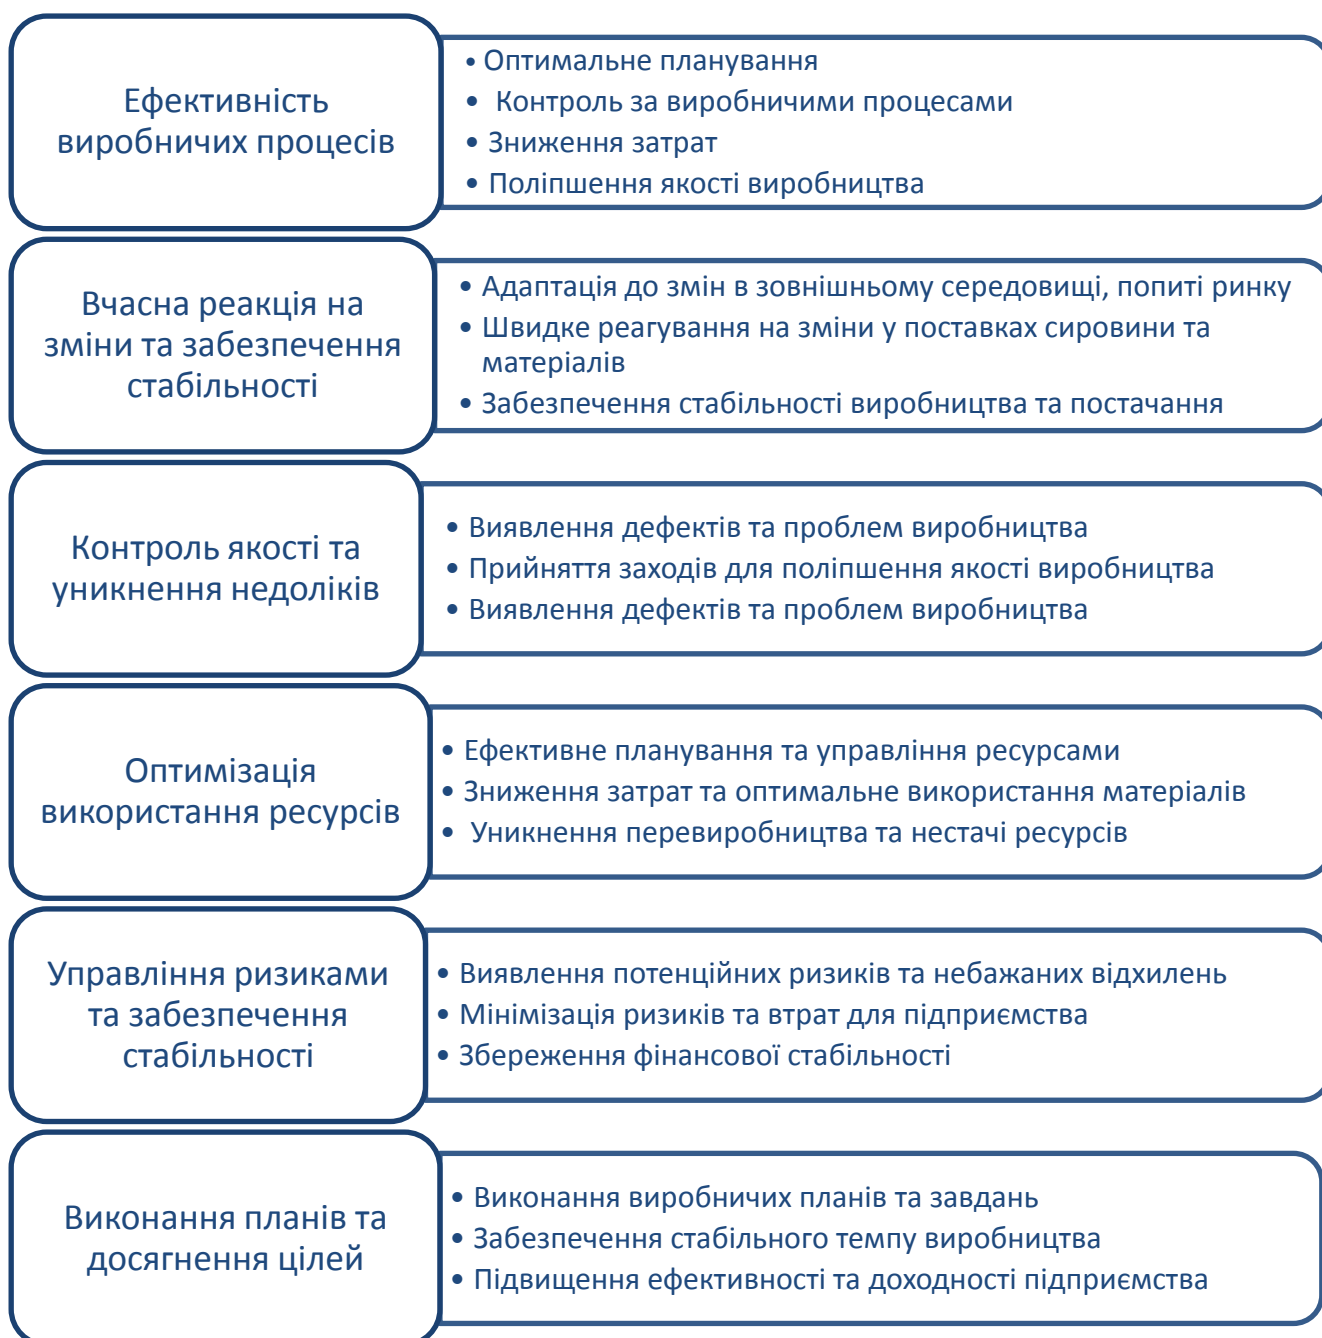 Ефективність
виробничих процесів
• Оптимальне планування
• Контроль за виробничими процесами
• Зниження затрат
• Поліпшення якості виробництва
Вчасна реакція на
зміни та забезпечення
стабільності
• Адаптація до змін в зовнішньому середовищі, попиті ринку
• Швидке реагування на зміни у поставках сировини та
матеріалів
• Забезпечення стабільності виробництва та постачання
Контроль якості та
уникнення недоліків
• Виявлення дефектів та проблем виробництва
• Прийняття заходів для поліпшення якості виробництва
• Виявлення дефектів та проблем виробництва
Оптимізація
використання ресурсів
• Ефективне планування та управління ресурсами
• Зниження затрат та оптимальне використання матеріалів
• Уникнення перевиробництва та нестачі ресурсів
Управління ризиками
та забезпечення
стабільності
• Виявлення потенційних ризиків та небажаних відхилень
• Мінімізація ризиків та втрат для підприємства
• Збереження фінансової стабільності
Виконання планів та
досягнення цілей
• Виконання виробничих планів та завдань
• Забезпечення стабільного темпу виробництва
• Підвищення ефективності та доходності підприємства